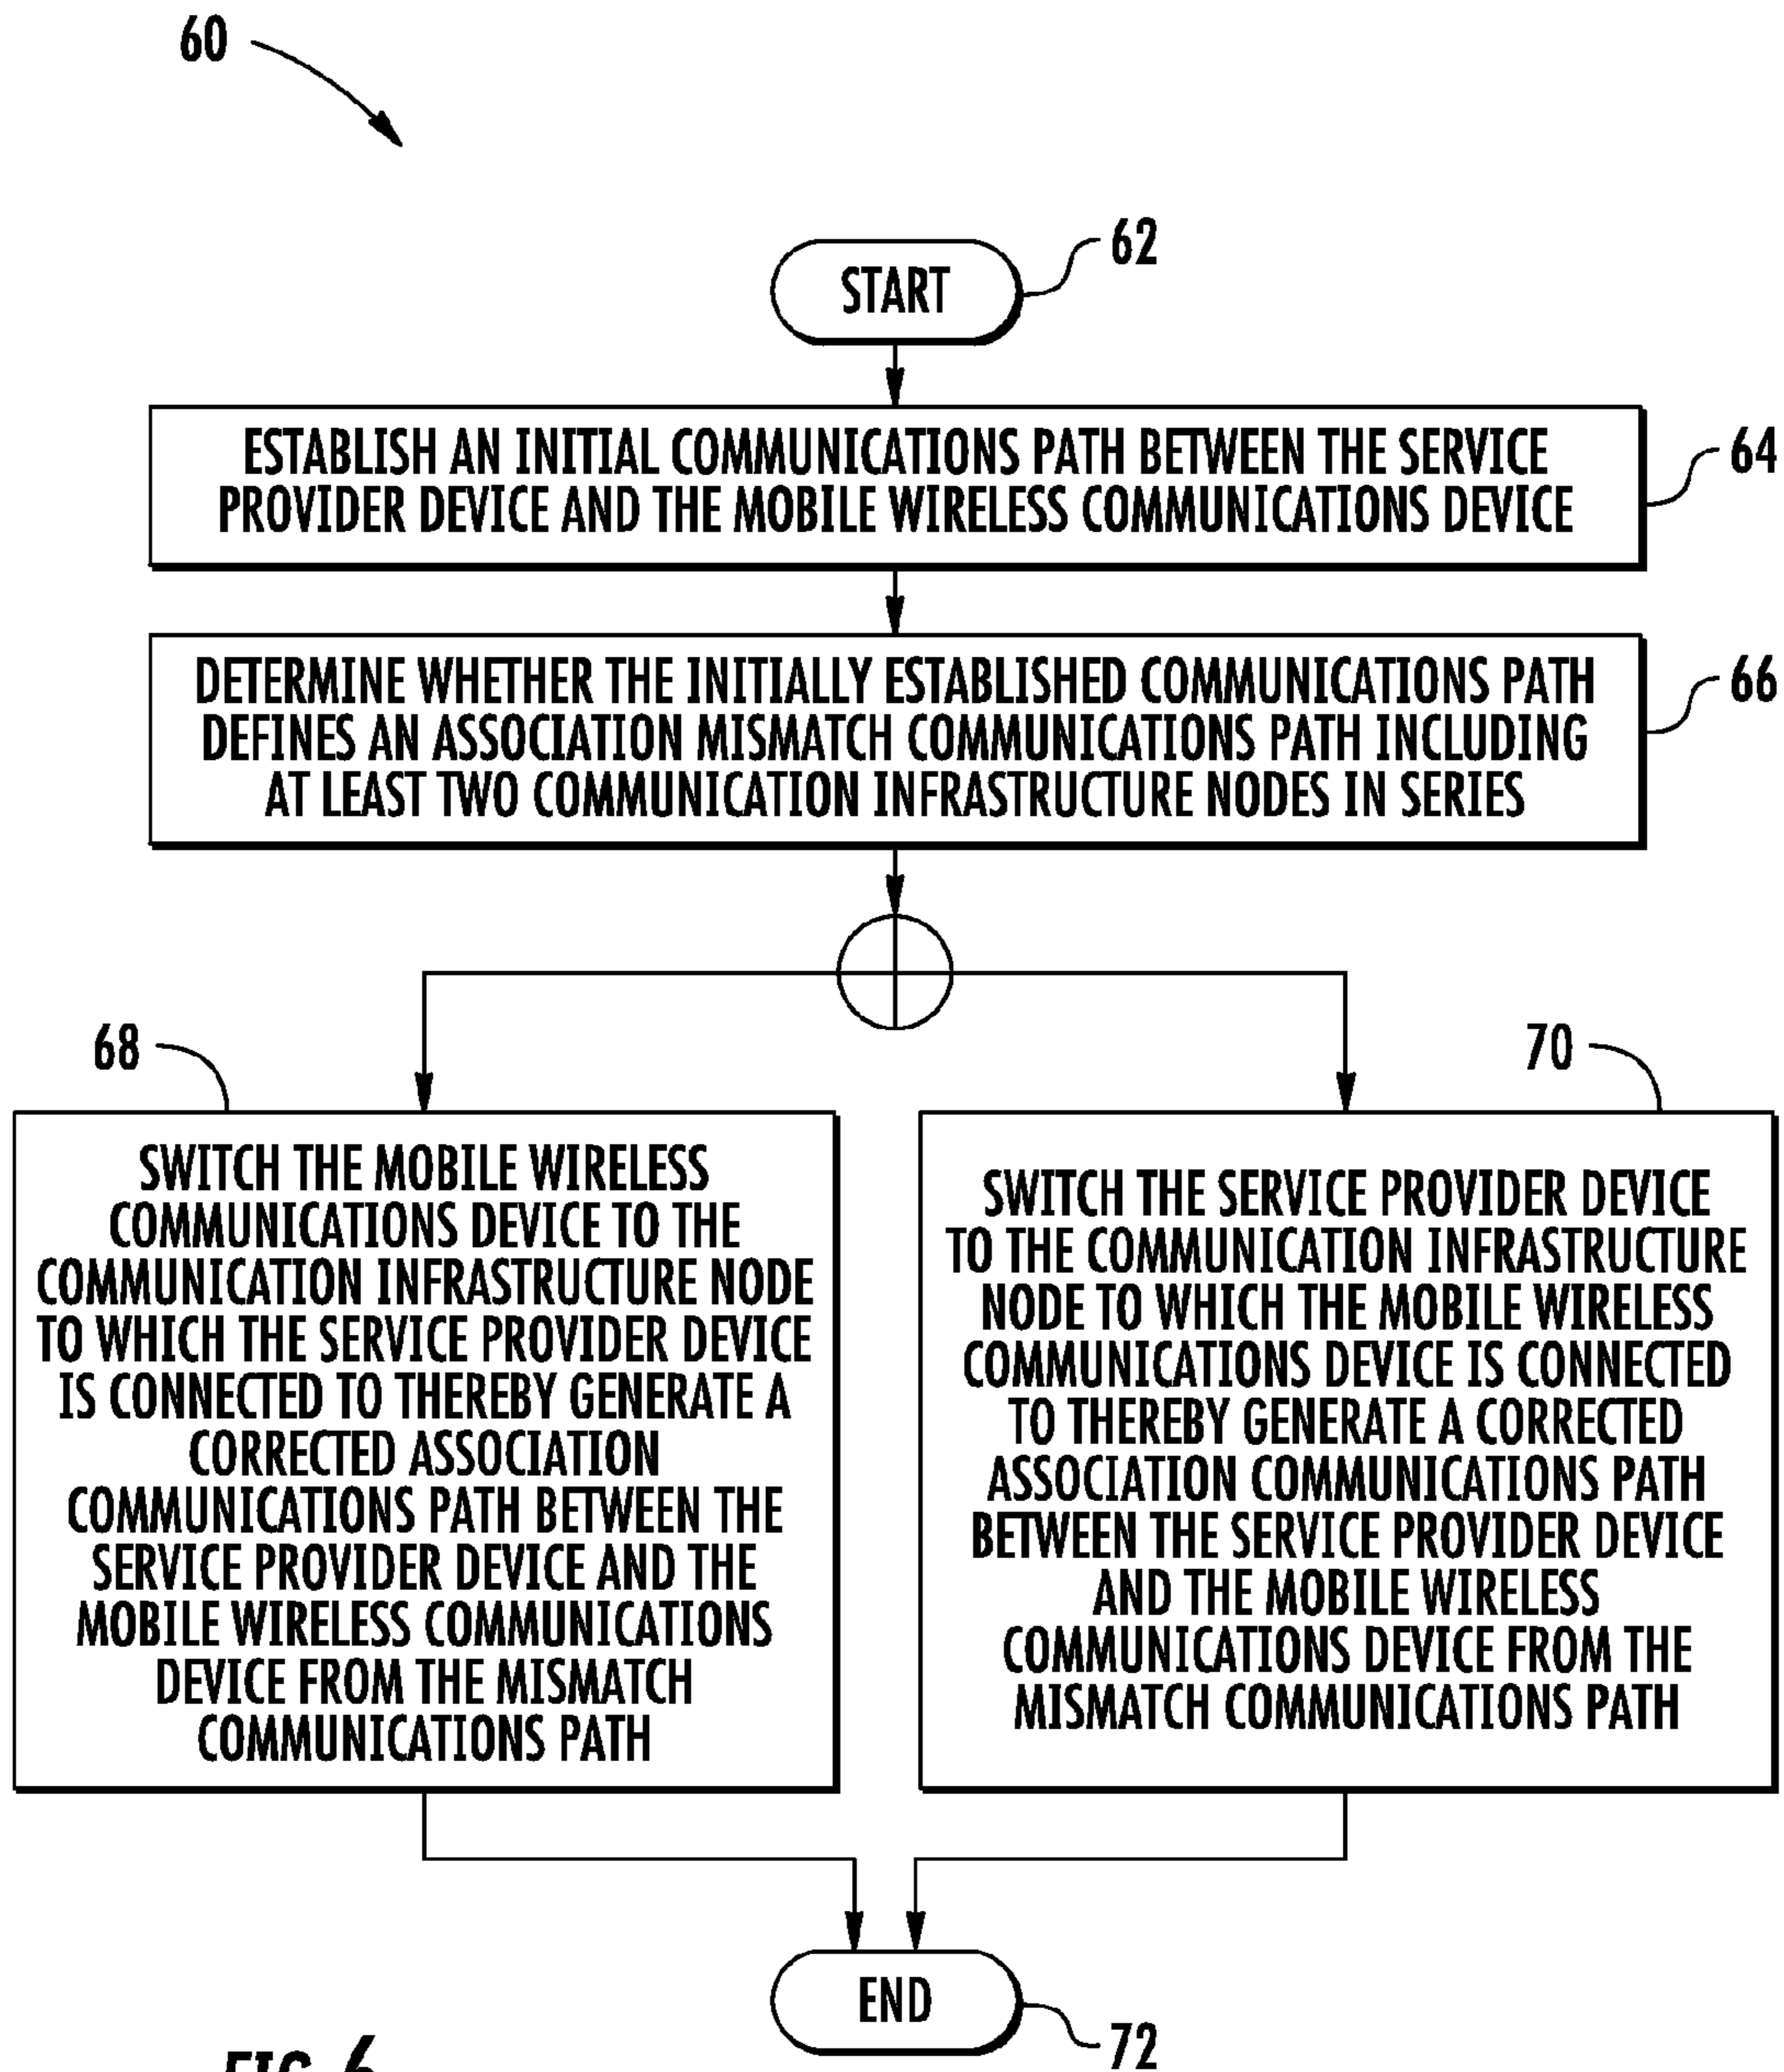 60
START
62
ESTABLISH AN INITIAL COMMUNICATIONS PATH BETWEEN THE SERVICE
PROVIDER DEVICE AND THE MOBILE WIRELESS COMMUNICATIONS DEVICE
64
DETERMINE WHETHER THE INITIALLY ESTABLISHED COMMUNICATIONS PATH
DEFINES AN ASSOCIATION MISMATCH COMMUNICATIONS PATH INCLUDING
AT LEAST TWO COMMUNICATION INFRASTRUCTURE NODES IN SERIES
66
68
SWITCH THE MOBILE WIRELESS
COMMUNICATIONS DEVICE TO THE
COMMUNICATION INFRASTRUCTURE NODE
TO WHICH THE SERVICE PROVIDER DEVICE
IS CONNECTED TO THEREBY GENERATE A
CORRECTED ASSOCIATION
COMMUNICATIONS PATH BETWEEN THE
SERVICE PROVIDER DEVICE AND THE
MOBILE WIRELESS COMMUNICATIONS
DEVICE FROM THE MISMATCH
COMMUNICATIONS PATH
70
SWITCH THE SERVICE PROVIDER DEVICE
TO THE COMMUNICATION INFRASTRUCTURE
NODE TO WHICH THE MOBILE WIRELESS
COMMUNICATIONS DEVICE IS CONNECTED
TO THEREBY GENERATE A CORRECTED
ASSOCIATION COMMUNICATIONS PATH
BETWEEN THE SERVICE PROVIDER DEVICE
AND THE MOBILE WIRELESS
COMMUNICATIONS DEVICE FROM THE
MISMATCH COMMUNICATIONS PATH
END
72
FIG. 6